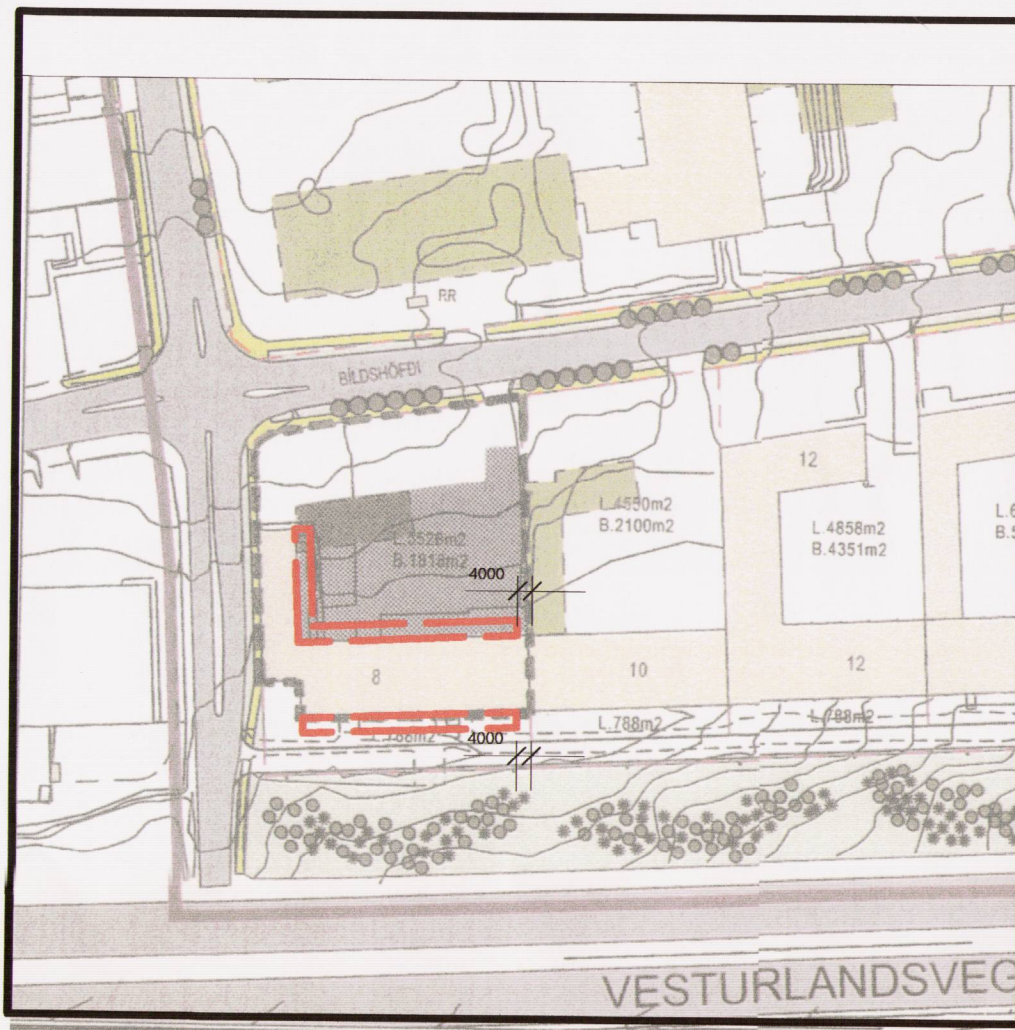 RR
BÍLDSHÖFÐI
12
L.4550m2
B.2100m2
L.4858m2
B.4351m2
L.3528m2
B.1818m2
4000
8
10
12
L.788m2
L.788m2
4000
VESTURLANDSVEG